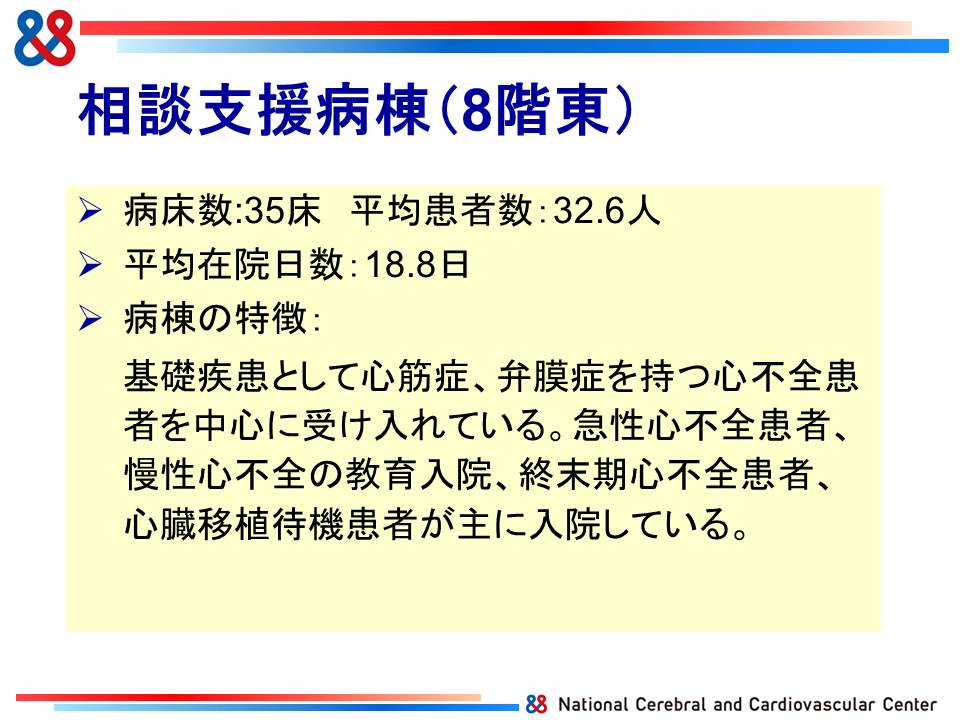 相談支援病棟（8階東）
➢ 病床数:35床　平均患者数：32.6人
➢ 平均在院日数：18.8日
➢ 病棟の特徴：
基礎疾患として心筋症、弁膜症を持つ心不全患
者を中心に受け入れている。急性心不全患者、
慢性心不全の教育入院、終末期心不全患者、
心臓移植待機患者が主に入院している。
National Cerebral and Cardiovascular Center